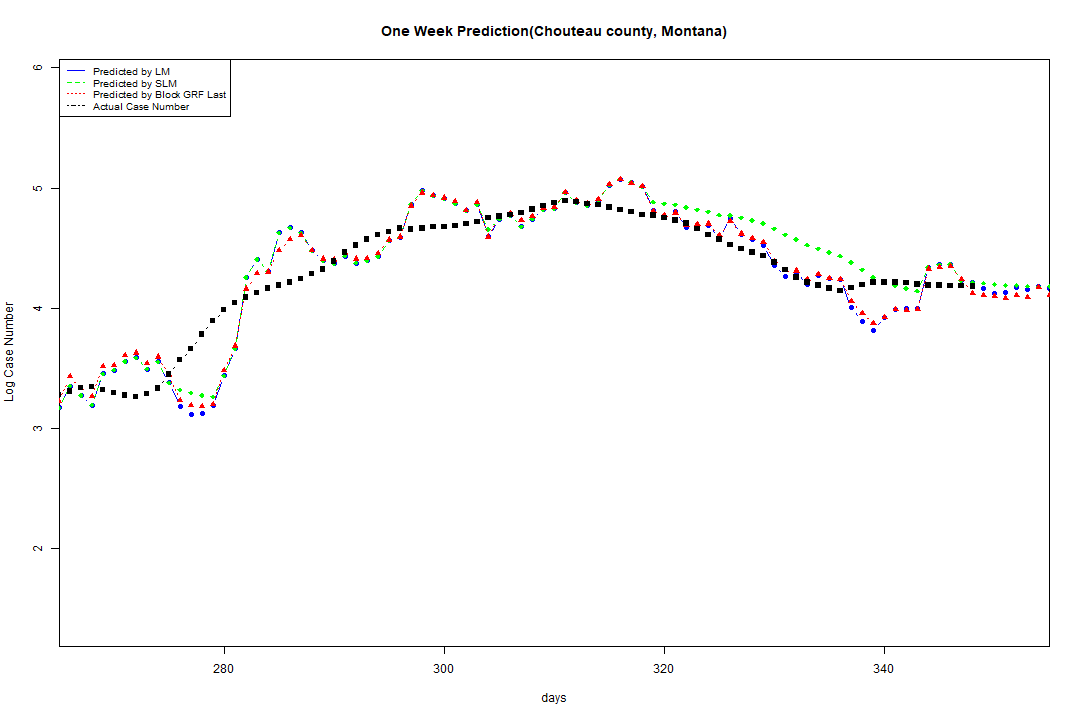 One Week Prediction(Chouteau county, Montana)
Predicted by LM
Predicted by SLM
Predicted by Block GRF Last
Actual Case Number
6
5
4
3
2
Log Case Number
280
300
320
340
days